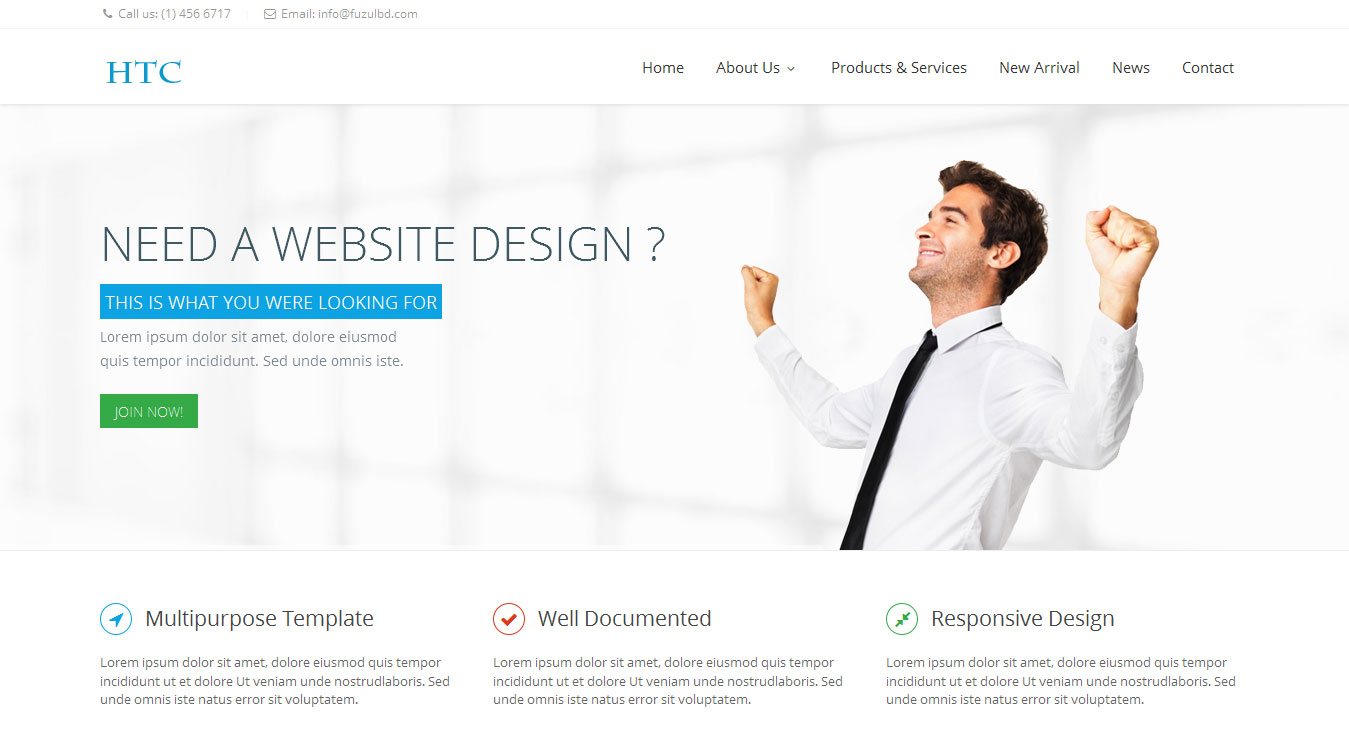 Call us: (1) 456 6717 Email: info@fuzulbd.com
HTC Home About Us Products & Services New Arrival News Contact
NEED A WEBSITE DESIGN ?
THIS IS WHAT YOU WERE LOOKING FOR
Lorem ipsum dolor sit amet, dolore eiusmod
quis tempor incididunt. Sed unde omnis iste.
JOIN NOW!
Multipurpose Template
Lorem ipsum dolor sit amet, dolore eiusmod quis tempor
incididunt ut et dolore Ut veniam unde nostrudlaboris. Sed
unde omnis iste natus error sit voluptatem.
Well Documented
Lorem ipsum dolor sit amet, dolore eiusmod quis tempor
incididunt ut et dolore Ut veniam unde nostrudlaboris. Sed
unde omnis iste natus error sit voluptatem.
Responsive Design
Lorem ipsum dolor sit amet, dolore eiusmod quis tempor
incididunt ut et dolore Ut veniam unde nostrudlaboris. Sed
unde omnis iste natus error sit voluptatem.